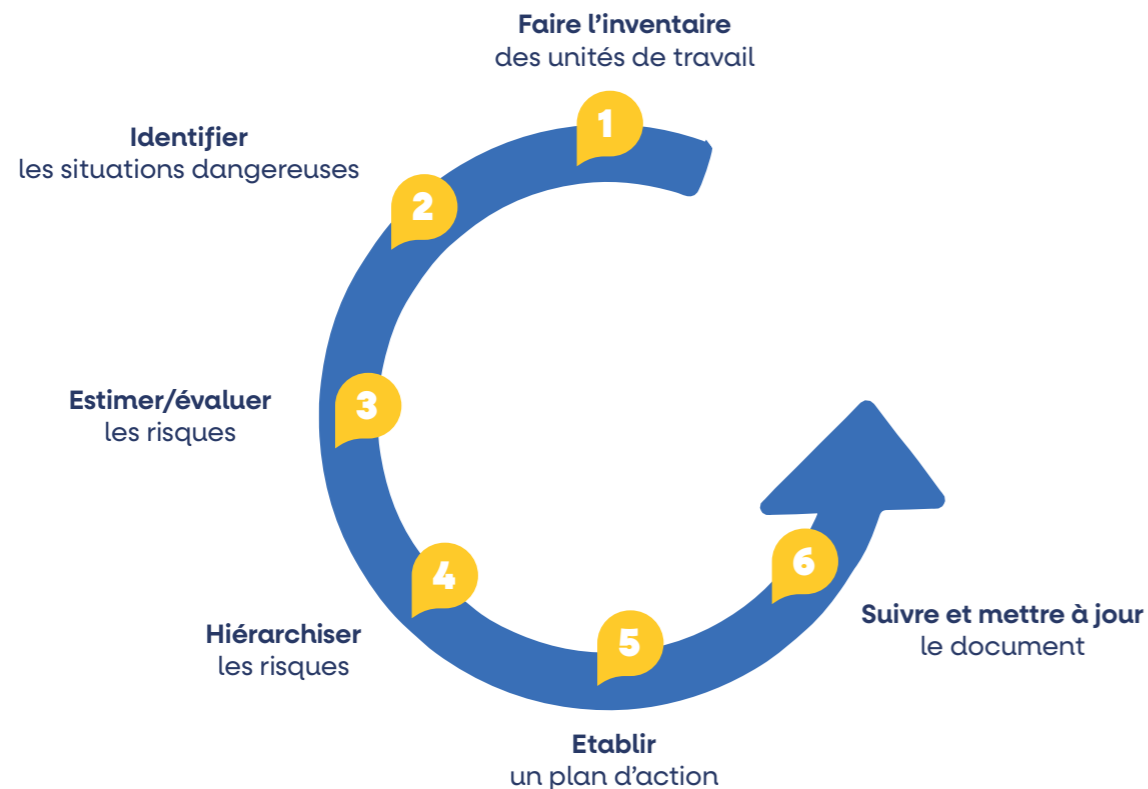 Faire l’inventaire
des unités de travail
1
Identifier
les situations dangereuses
2
Estimer/évaluer
les risques
3
Hiérarchiser
les risques
4
Etablir
un plan d’action
5
Suivre et mettre à jour
le document
6